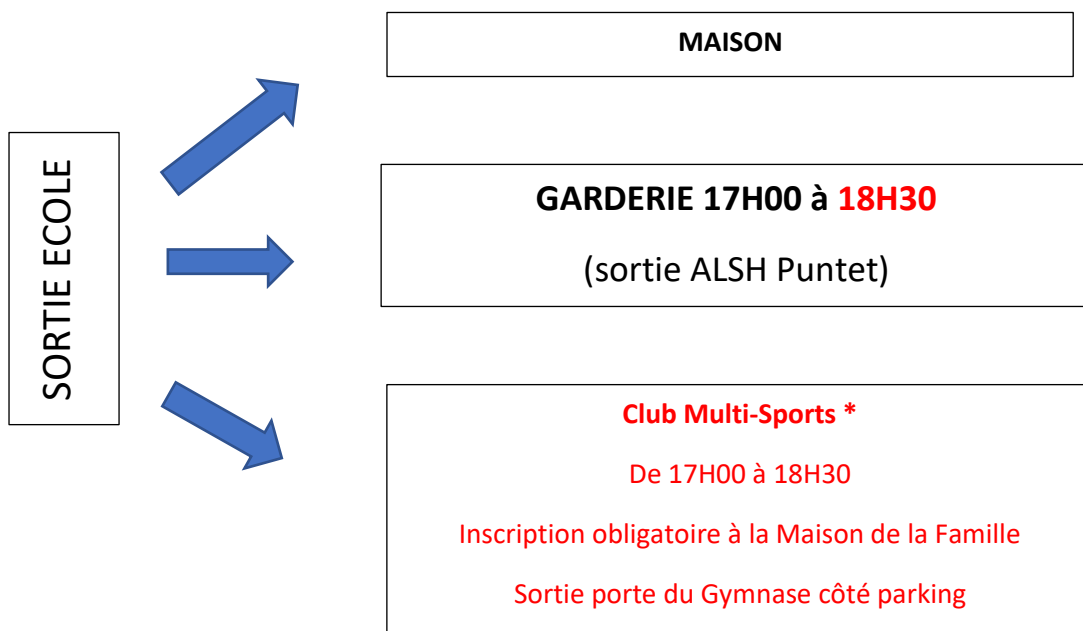 SORTIE ECOLE
MAISON
GARDERIE 17H00 à 18H30
(sortie ALSH Puntet)
Club Multi-Sports *
De 17H00 à 18H30
Inscription obligatoire à la Maison de la Famille
Sortie porte du Gymnase côté parking